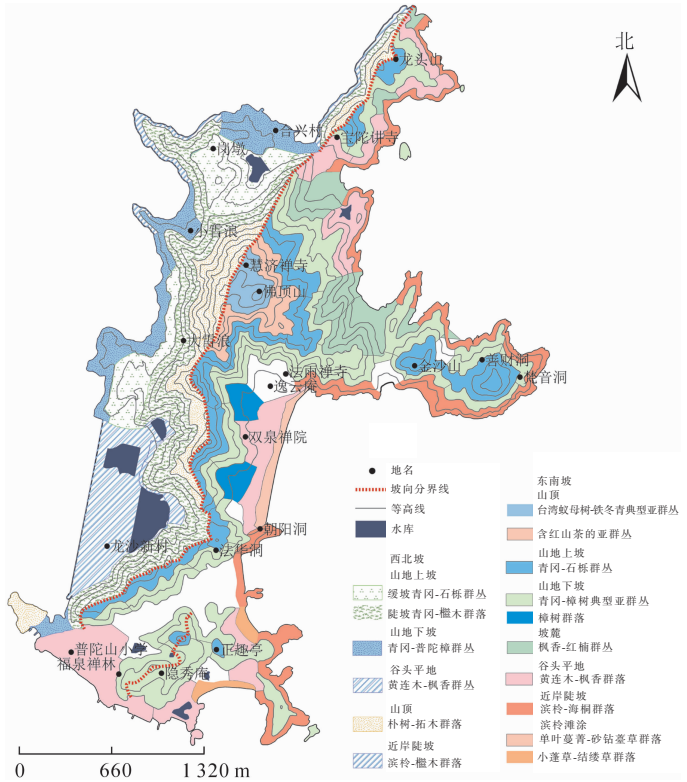 北
龙头山
宝陀讲寺
合兴村
岗墩
小雪浪
慧济禅寺
佛顶山
大雪浪
法雨禅寺
逸云庵
金沙山
善财洞
梵音洞
双泉禅院
朝阳洞
龙沙新村
法华洞
普陀山小学
福泉禅林
隐秀庵
正趣亭
地名
坡向分界线
等高线
水库
西北坡
山地上坡
缓坡青冈-石栎群丛
陡坡青冈-檵木群落
山地下坡
青冈-普陀樟群丛
谷头平地
黄连木-枫香群丛
山顶
朴树-拓木群落
近岸陡坡
滨柃-檵木群落
东南坡
山顶
台湾蚊母树-铁冬青典型亚群丛
含红山茶的亚群丛
山地上坡
青冈-石栎群丛
山地下坡
青冈-樟树典型亚群丛
樟树群落
坡麓
枫香-红楠群丛
谷头平地
黄连木-枫香群落
近岸陡坡
滨柃-海桐群落
滨柃滩涂
单叶蔓菁-砂钻薹草群落
小蓬草-结缕草群落
0 660 1 320 m